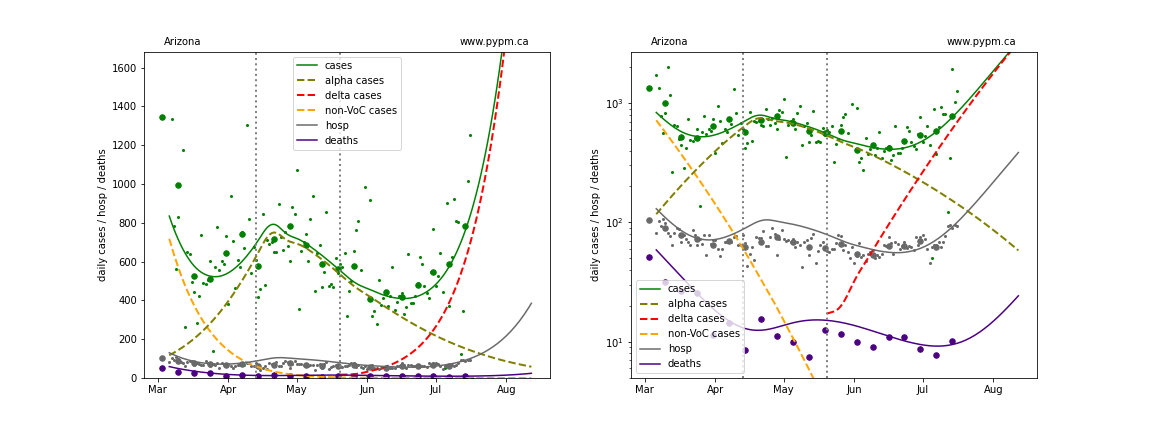 Arizona www.pypm.ca
1600
1400
1200
1000
800
600
400
200
0
daily cases / hosp / deaths
cases
alpha cases
delta cases
non-VoC cases
hosp
deaths
Mar Apr May Jun Jul Aug
Arizona www.pypm.ca
10³
10²
10¹
daily cases / hosp / deaths
cases
alpha cases
delta cases
non-VoC cases
hosp
deaths
Mar Apr May Jun Jul Aug